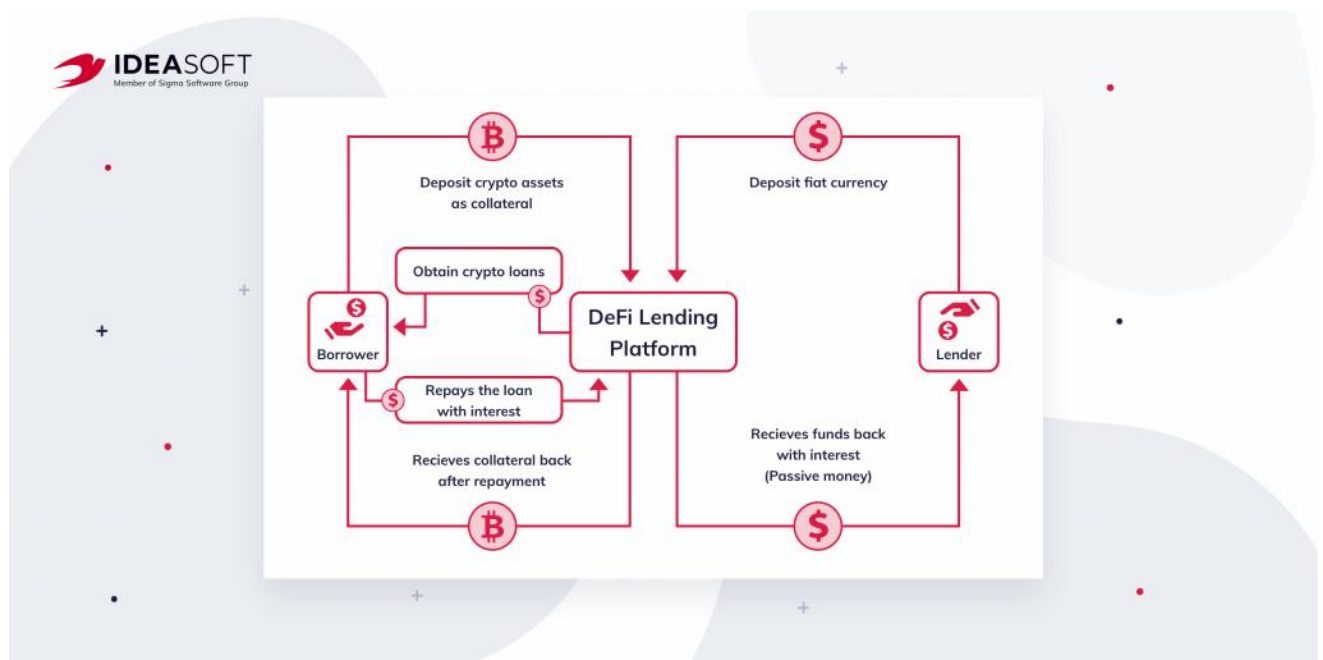 IDEASOFT
Member of Sigma Software Group
Deposit crypto assets
as collateral
Deposit fiat currency
Obtain crypto loans
DeFi Lending
Platform
Borrower
Lender
Repays the loan
with interest
Recieves collateral back
after repayment
Recieves funds back
with interest
(Passive money)